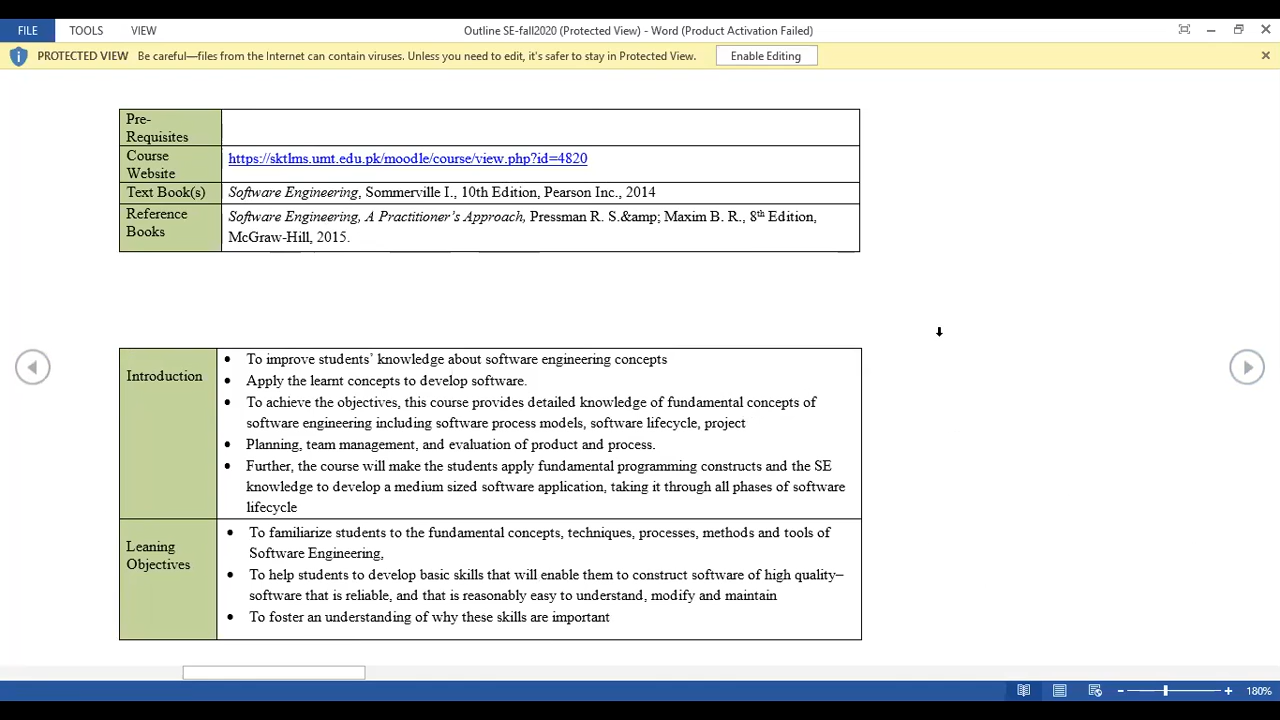 FILE TOOLS VIEW Outline SE-fall2020 (Protected View) - Word (Product Activation Failed)
PROTECTED VIEW Be careful—files from the Internet can contain viruses. Unless you need to edit, it's safer to stay in Protected View. Enable Editing
Pre-
Requisites
Course
Website
https://sktlms.umt.edu.pk/moodle/course/view.php?id=4820
Text Book(s) Software Engineering, Sommerville I., 10th Edition, Pearson Inc., 2014
Reference
Books
Software Engineering, A Practitioner's Approach, Pressman R. S.&amp; Maxim B. R., 8th Edition,
McGraw-Hill, 2015.
Introduction
• To improve students' knowledge about software engineering concepts
• Apply the learnt concepts to develop software.
• To achieve the objectives, this course provides detailed knowledge of fundamental concepts of
software engineering including software process models, software lifecycle, project
• Planning, team management, and evaluation of product and process.
• Further, the course will make the students apply fundamental programming constructs and the SE
knowledge to develop a medium sized software application, taking it through all phases of software
lifecycle
Leaning
Objectives
• To familiarize students to the fundamental concepts, techniques, processes, methods and tools of
Software Engineering,
• To help students to develop basic skills that will enable them to construct software of high quality–
software that is reliable, and that is reasonably easy to understand, modify and maintain
• To foster an understanding of why these skills are important
180%